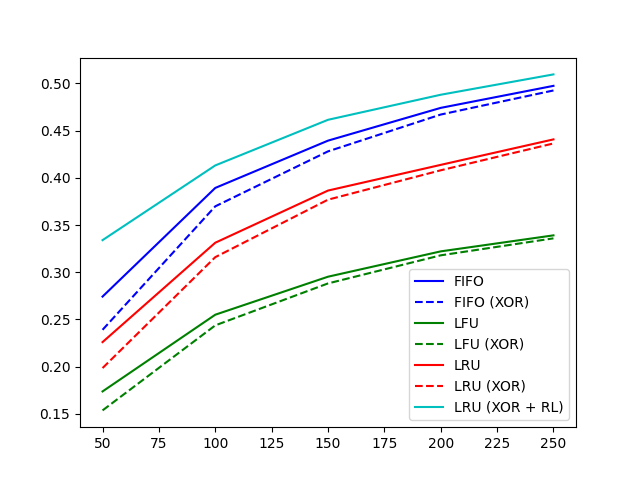 0.50
0.45
0.40
0.35
0.30
0.25
0.20
0.15
50 75 100 125 150 175 200 225 250
FIFO
FIFO (XOR)
LFU
LFU (XOR)
LRU
LRU (XOR)
LRU (XOR + RL)